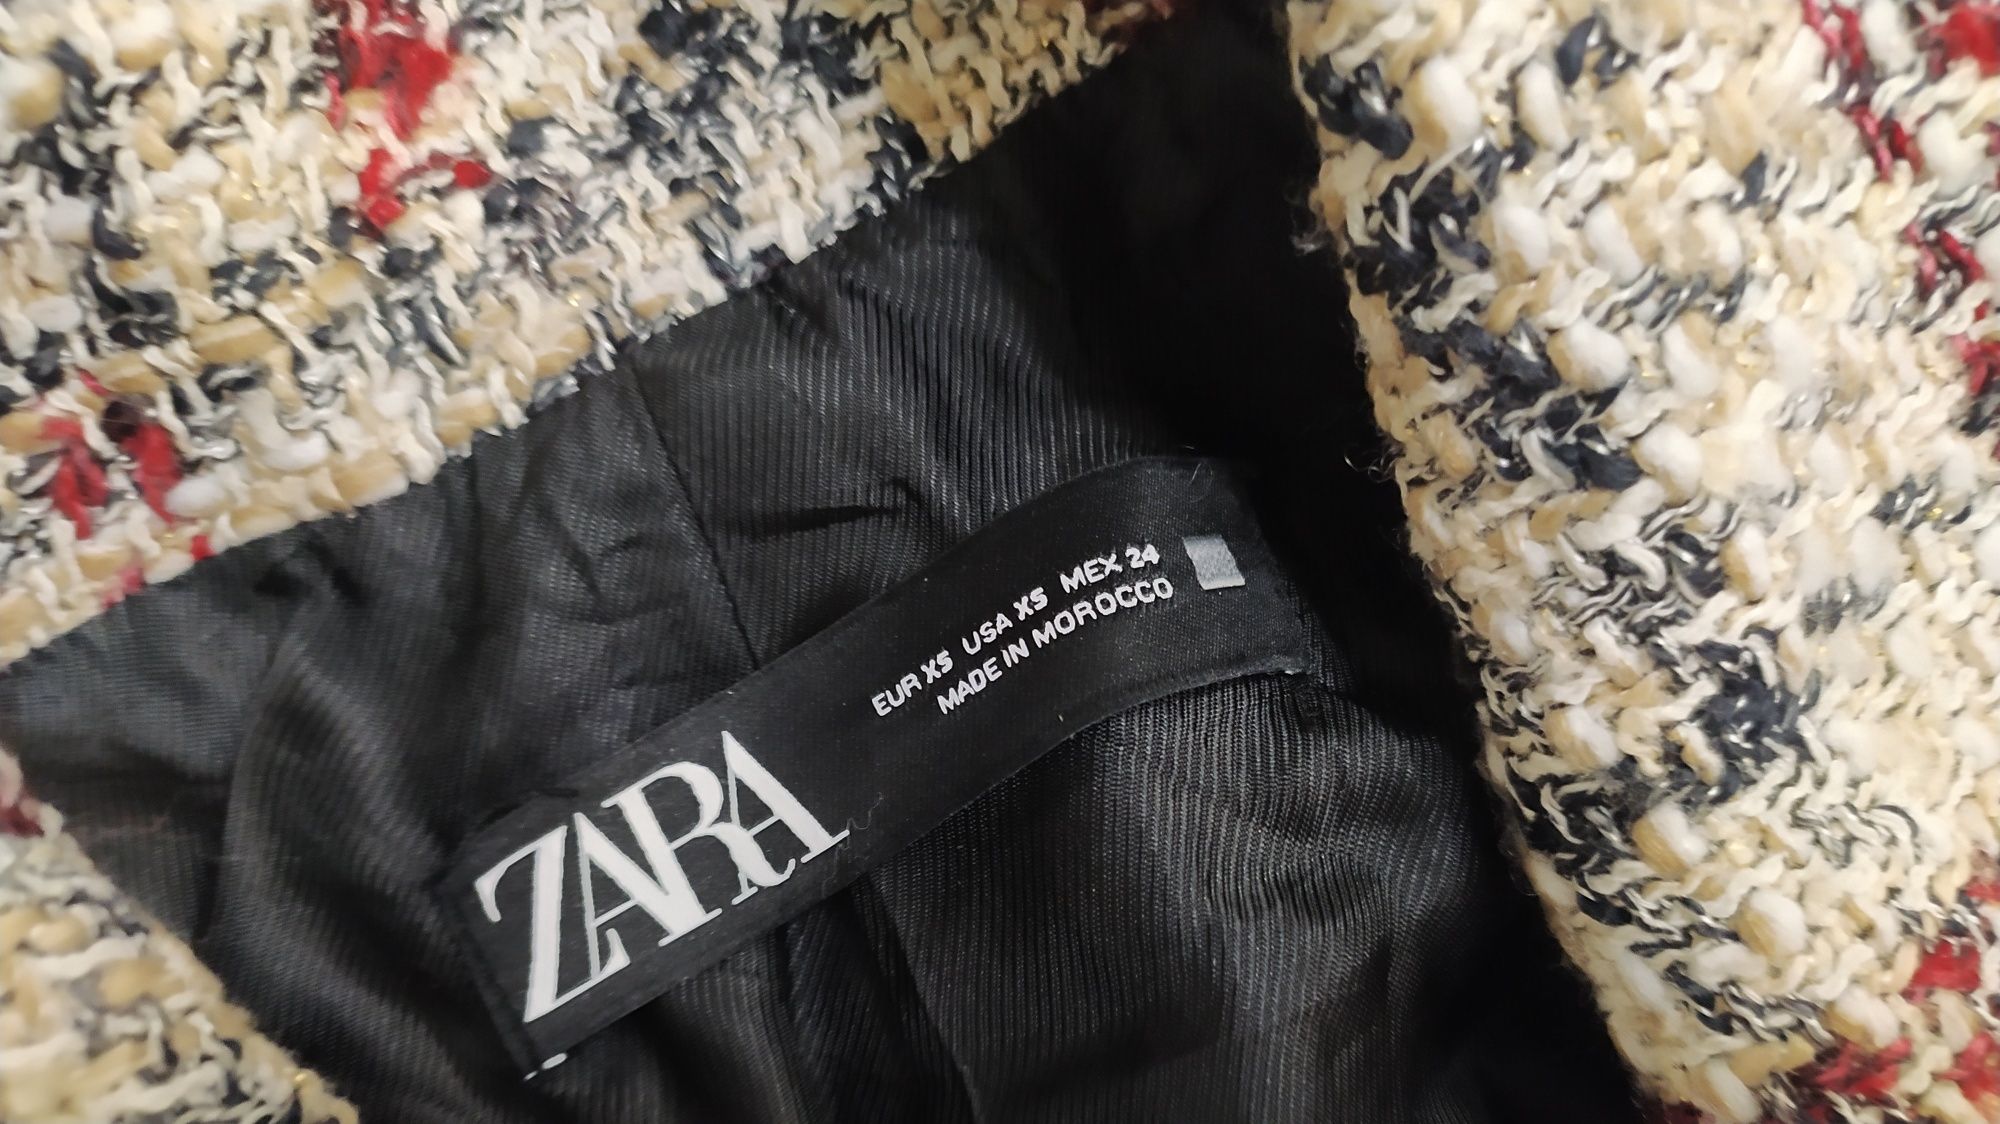 ZARA
EUR XS USA XS MEX 24
MADE IN MOROCCO